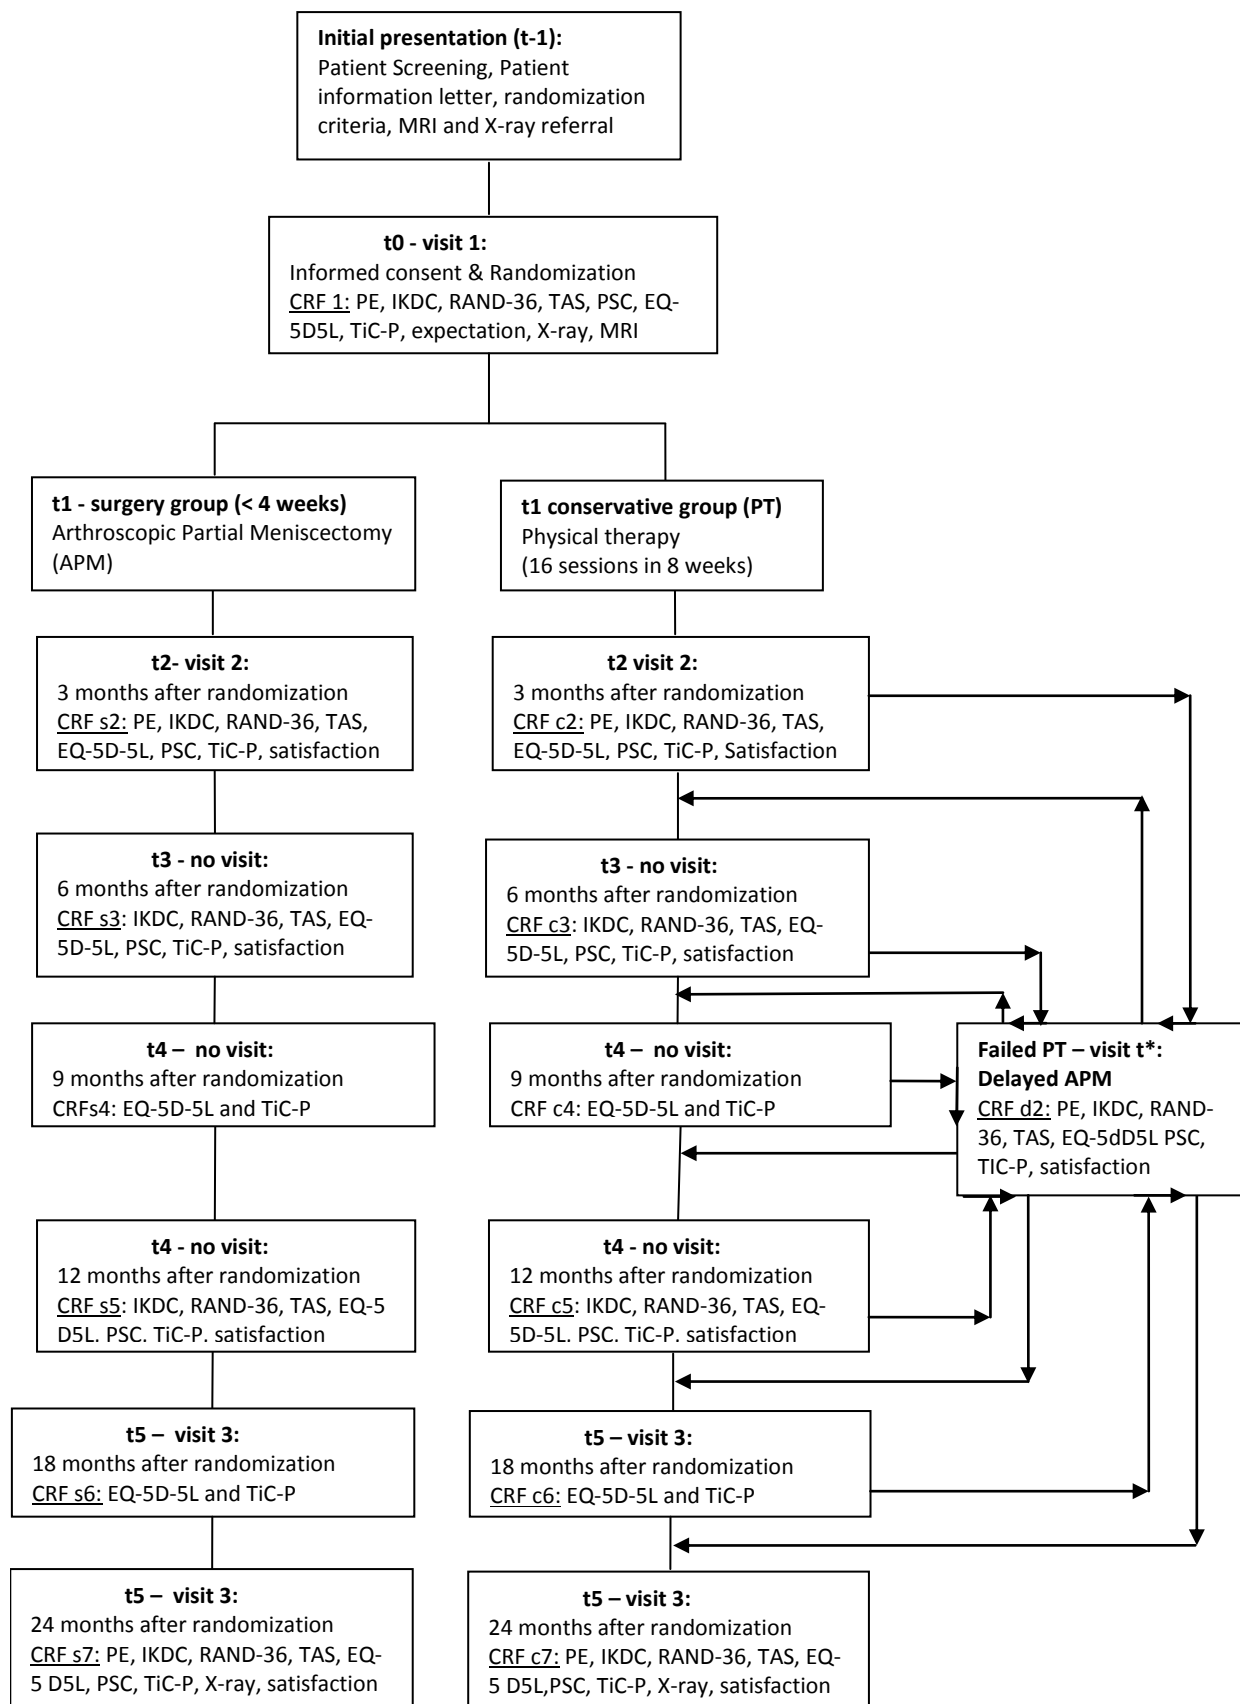 Initial presentation (t-1):
Patient Screening, Patient
information letter, randomization
criteria, MRI and X-ray referral
t0 - visit 1:
Informed consent & Randomization
CRF 1: PE, IKDC, RAND-36, TAS, PSC, EQ-
5D5L, TiC-P, expectation, X-ray, MRI
t1 - surgery group (< 4 weeks)
Arthroscopic Partial Meniscectomy
(APM)
t1 conservative group (PT)
Physical therapy
(16 sessions in 8 weeks)
t2- visit 2:
3 months after randomization
CRF s2: PE, IKDC, RAND-36, TAS,
EQ-5D-5L, PSC, TiC-P, satisfaction
t2 visit 2:
3 months after randomization
CRF c2: PE, IKDC, RAND-36, TAS,
EQ-5D-5L, PSC, TiC-P, Satisfaction
t3 - no visit:
6 months after randomization
CRF s3: IKDC, RAND-36, TAS, EQ-
5D-5L, PSC, TiC-P, satisfaction
t3 - no visit:
6 months after randomization
CRF c3: IKDC, RAND-36, TAS, EQ-
5D-5L, PSC, TiC-P, satisfaction
t4 – no visit:
9 months after randomization
CRFs4: EQ-5D-5L and TiC-P
t4 – no visit:
9 months after randomization
CRF c4: EQ-5D-5L and TiC-P
Failed PT – visit t*:
Delayed APM
CRF d2: PE, IKDC, RAND-
36, TAS, EQ-5dD5L PSC,
TIC-P, satisfaction
t4 - no visit:
12 months after randomization
CRF s5: IKDC, RAND-36, TAS, EQ-5
D5L. PSC. TiC-P. satisfaction
t4 - no visit:
12 months after randomization
CRF c5: IKDC, RAND-36, TAS, EQ-
5D-5L. PSC. TiC-P. satisfaction
t5 – visit 3:
18 months after randomization
CRF s6: EQ-5D-5L and TiC-P
t5 – visit 3:
18 months after randomization
CRF c6: EQ-5D-5L and TiC-P
t5 – visit 3:
24 months after randomization
CRF s7: PE, IKDC, RAND-36, TAS, EQ-
5 D5L, PSC, TiC-P, X-ray, satisfaction
t5 – visit 3:
24 months after randomization
CRF c7: PE, IKDC, RAND-36, TAS, EQ-
5 D5L,PSC, TiC-P, X-ray, satisfaction